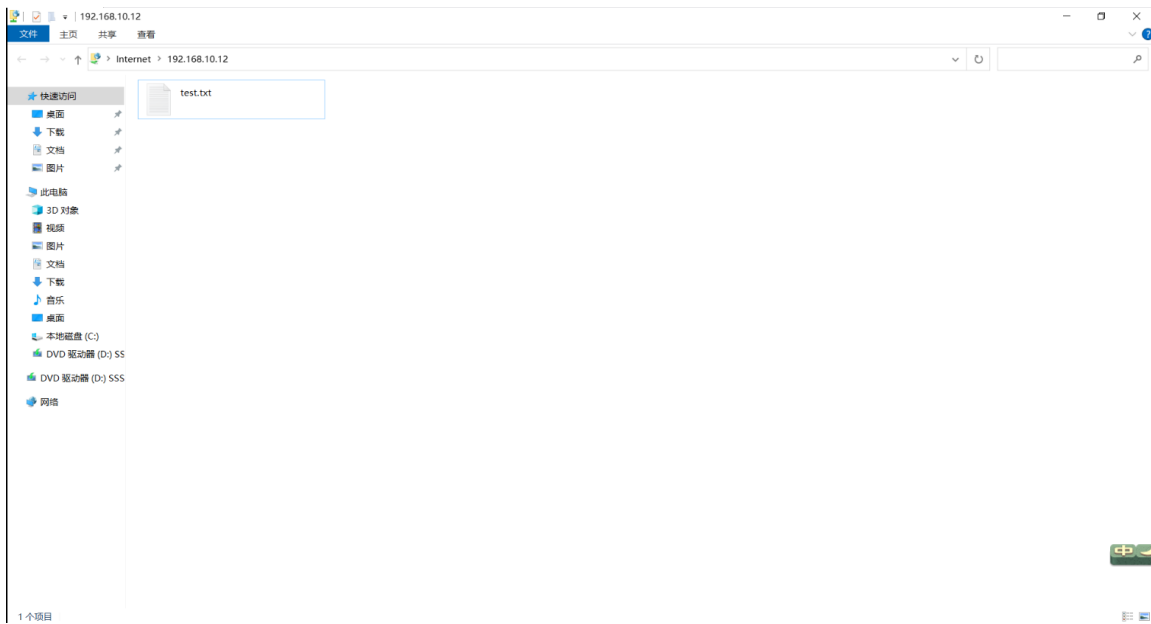 192.168.10.12
文件 主页 共享 查看
Internet > 192.168.10.12
快速访问
桌面
下载
文档
图片
此电脑
3D 对象
视频
图片
文档
下载
音乐
桌面
本地磁盘 (C:)
DVD 驱动器 (D:) SS
DVD 驱动器 (D:) SSS
网络
test.txt
中
1 个项目